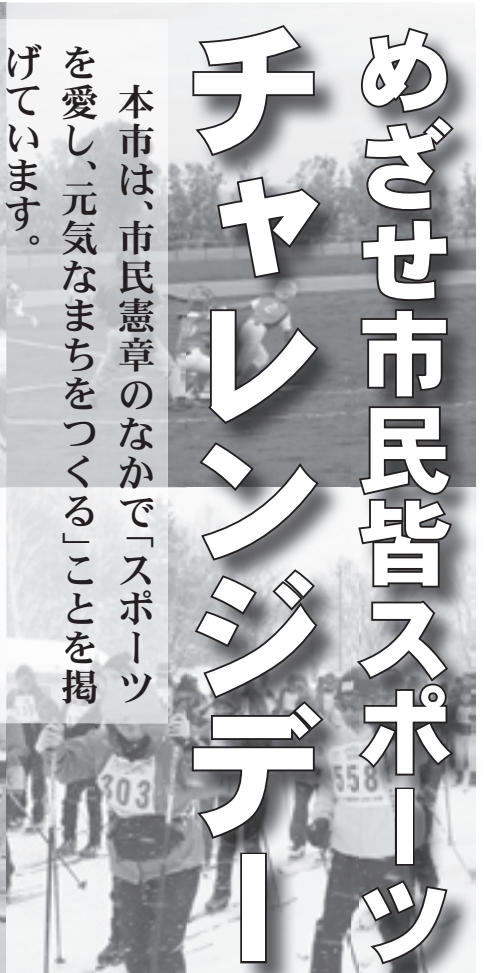 めざせ市民皆スポーツ
チャレンジデー
本市は、市民憲章のなかで「スポーツ
を愛し、元気なまちをつくる」ことを掲
げています。
303
558